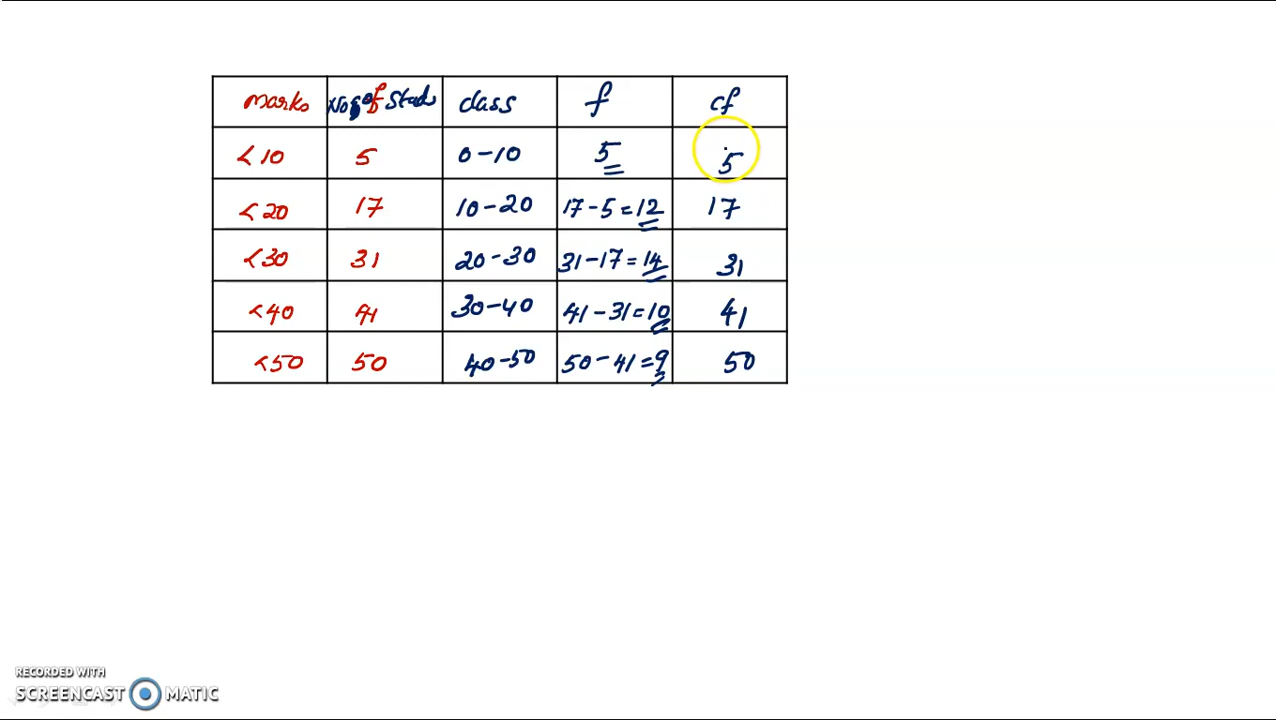 marks No. of Stud class f cf
<10 5 0-10 5 5
<20 17 10-20 17-5=12 17
<30 31 20-30 31-17=14 31
<40 41 30-40 41-31=10 41
<50 50 40-50 50-41=9 50
RECORDED WITH
SCREENCAST MATIC